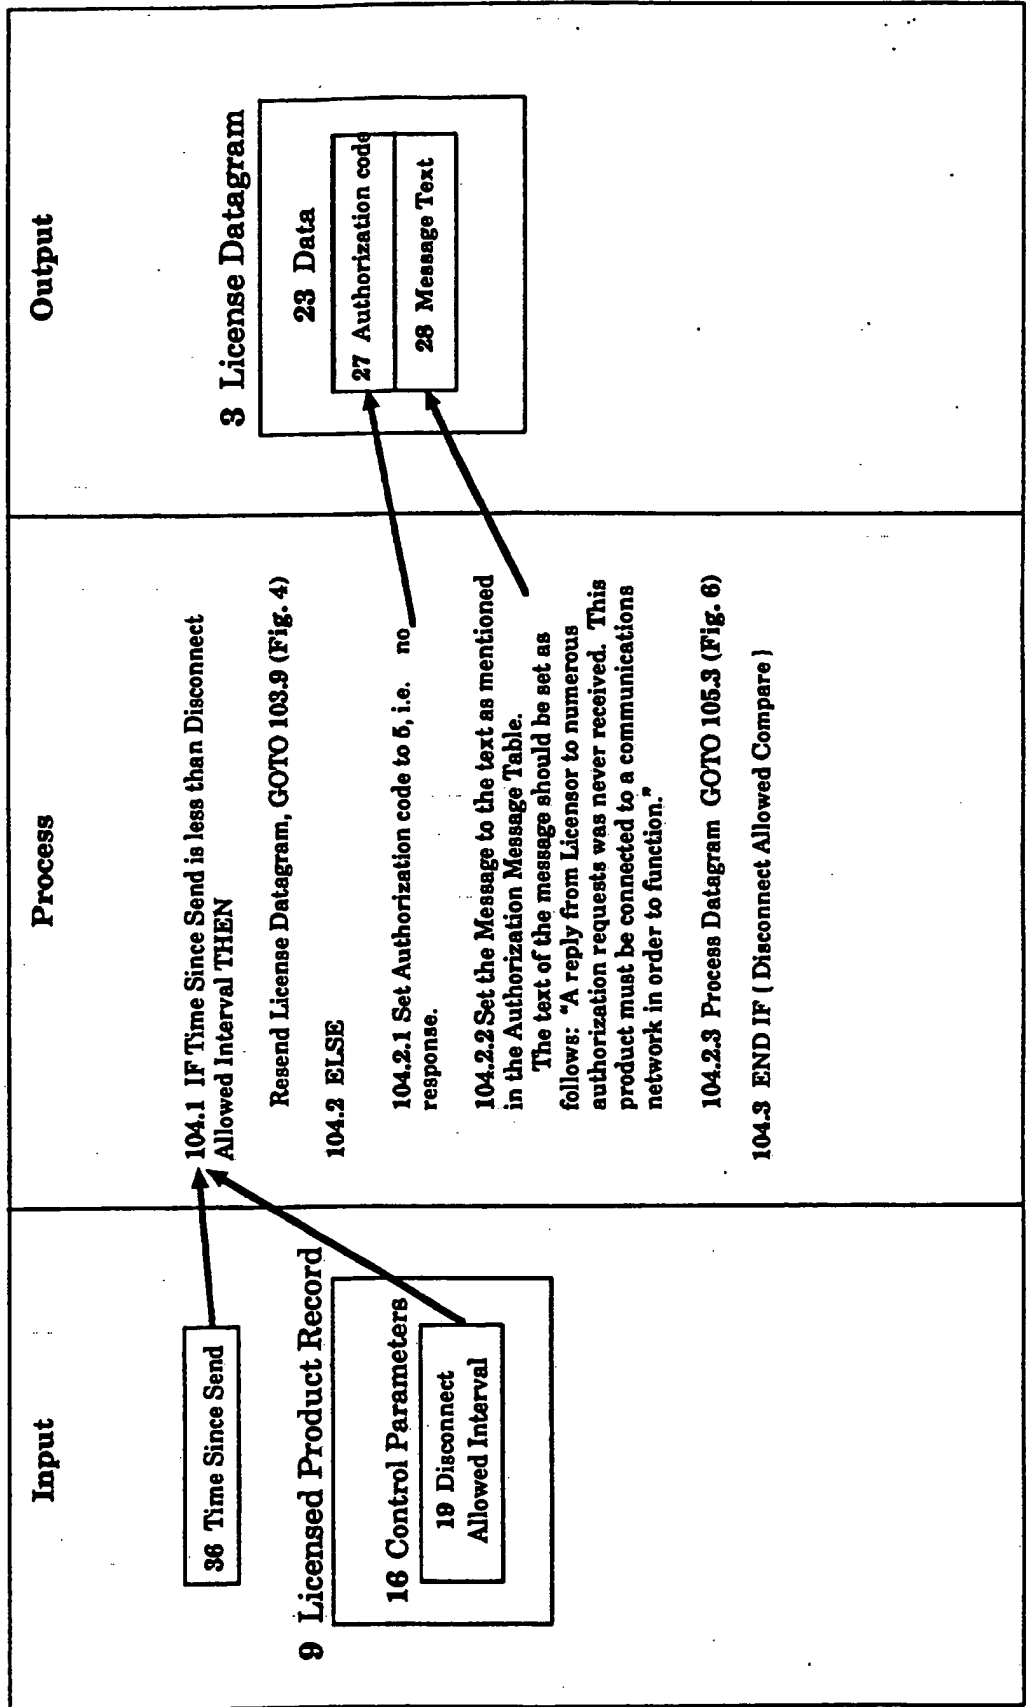 Input
36 Time Since Send
9 Licensed Product Record
16 Control Parameters
19 Disconnect
Allowed Interval
Process
104.1 IF Time Since Send is less than Disconnect
Allowed Interval THEN
Resend License Datagram, GOTO 103.9 (Fig. 4)
104.2 ELSE
104.2.1 Set Authorization code to 5, i.e. no
response.
104.2.2 Set the Message to the text as mentioned
in the Authorization Message Table.
The text of the message should be set as
follows: "A reply from Licensor to numerous
authorization requests was never received. This
product must be connected to a communications
network in order to function."
104.2.3 Process Datagram GOTO 105.3 (Fig. 6)
104.3 END IF { Disconnect Allowed Compare }
Output
3 License Datagram
23 Data
27 Authorization code
28 Message Text